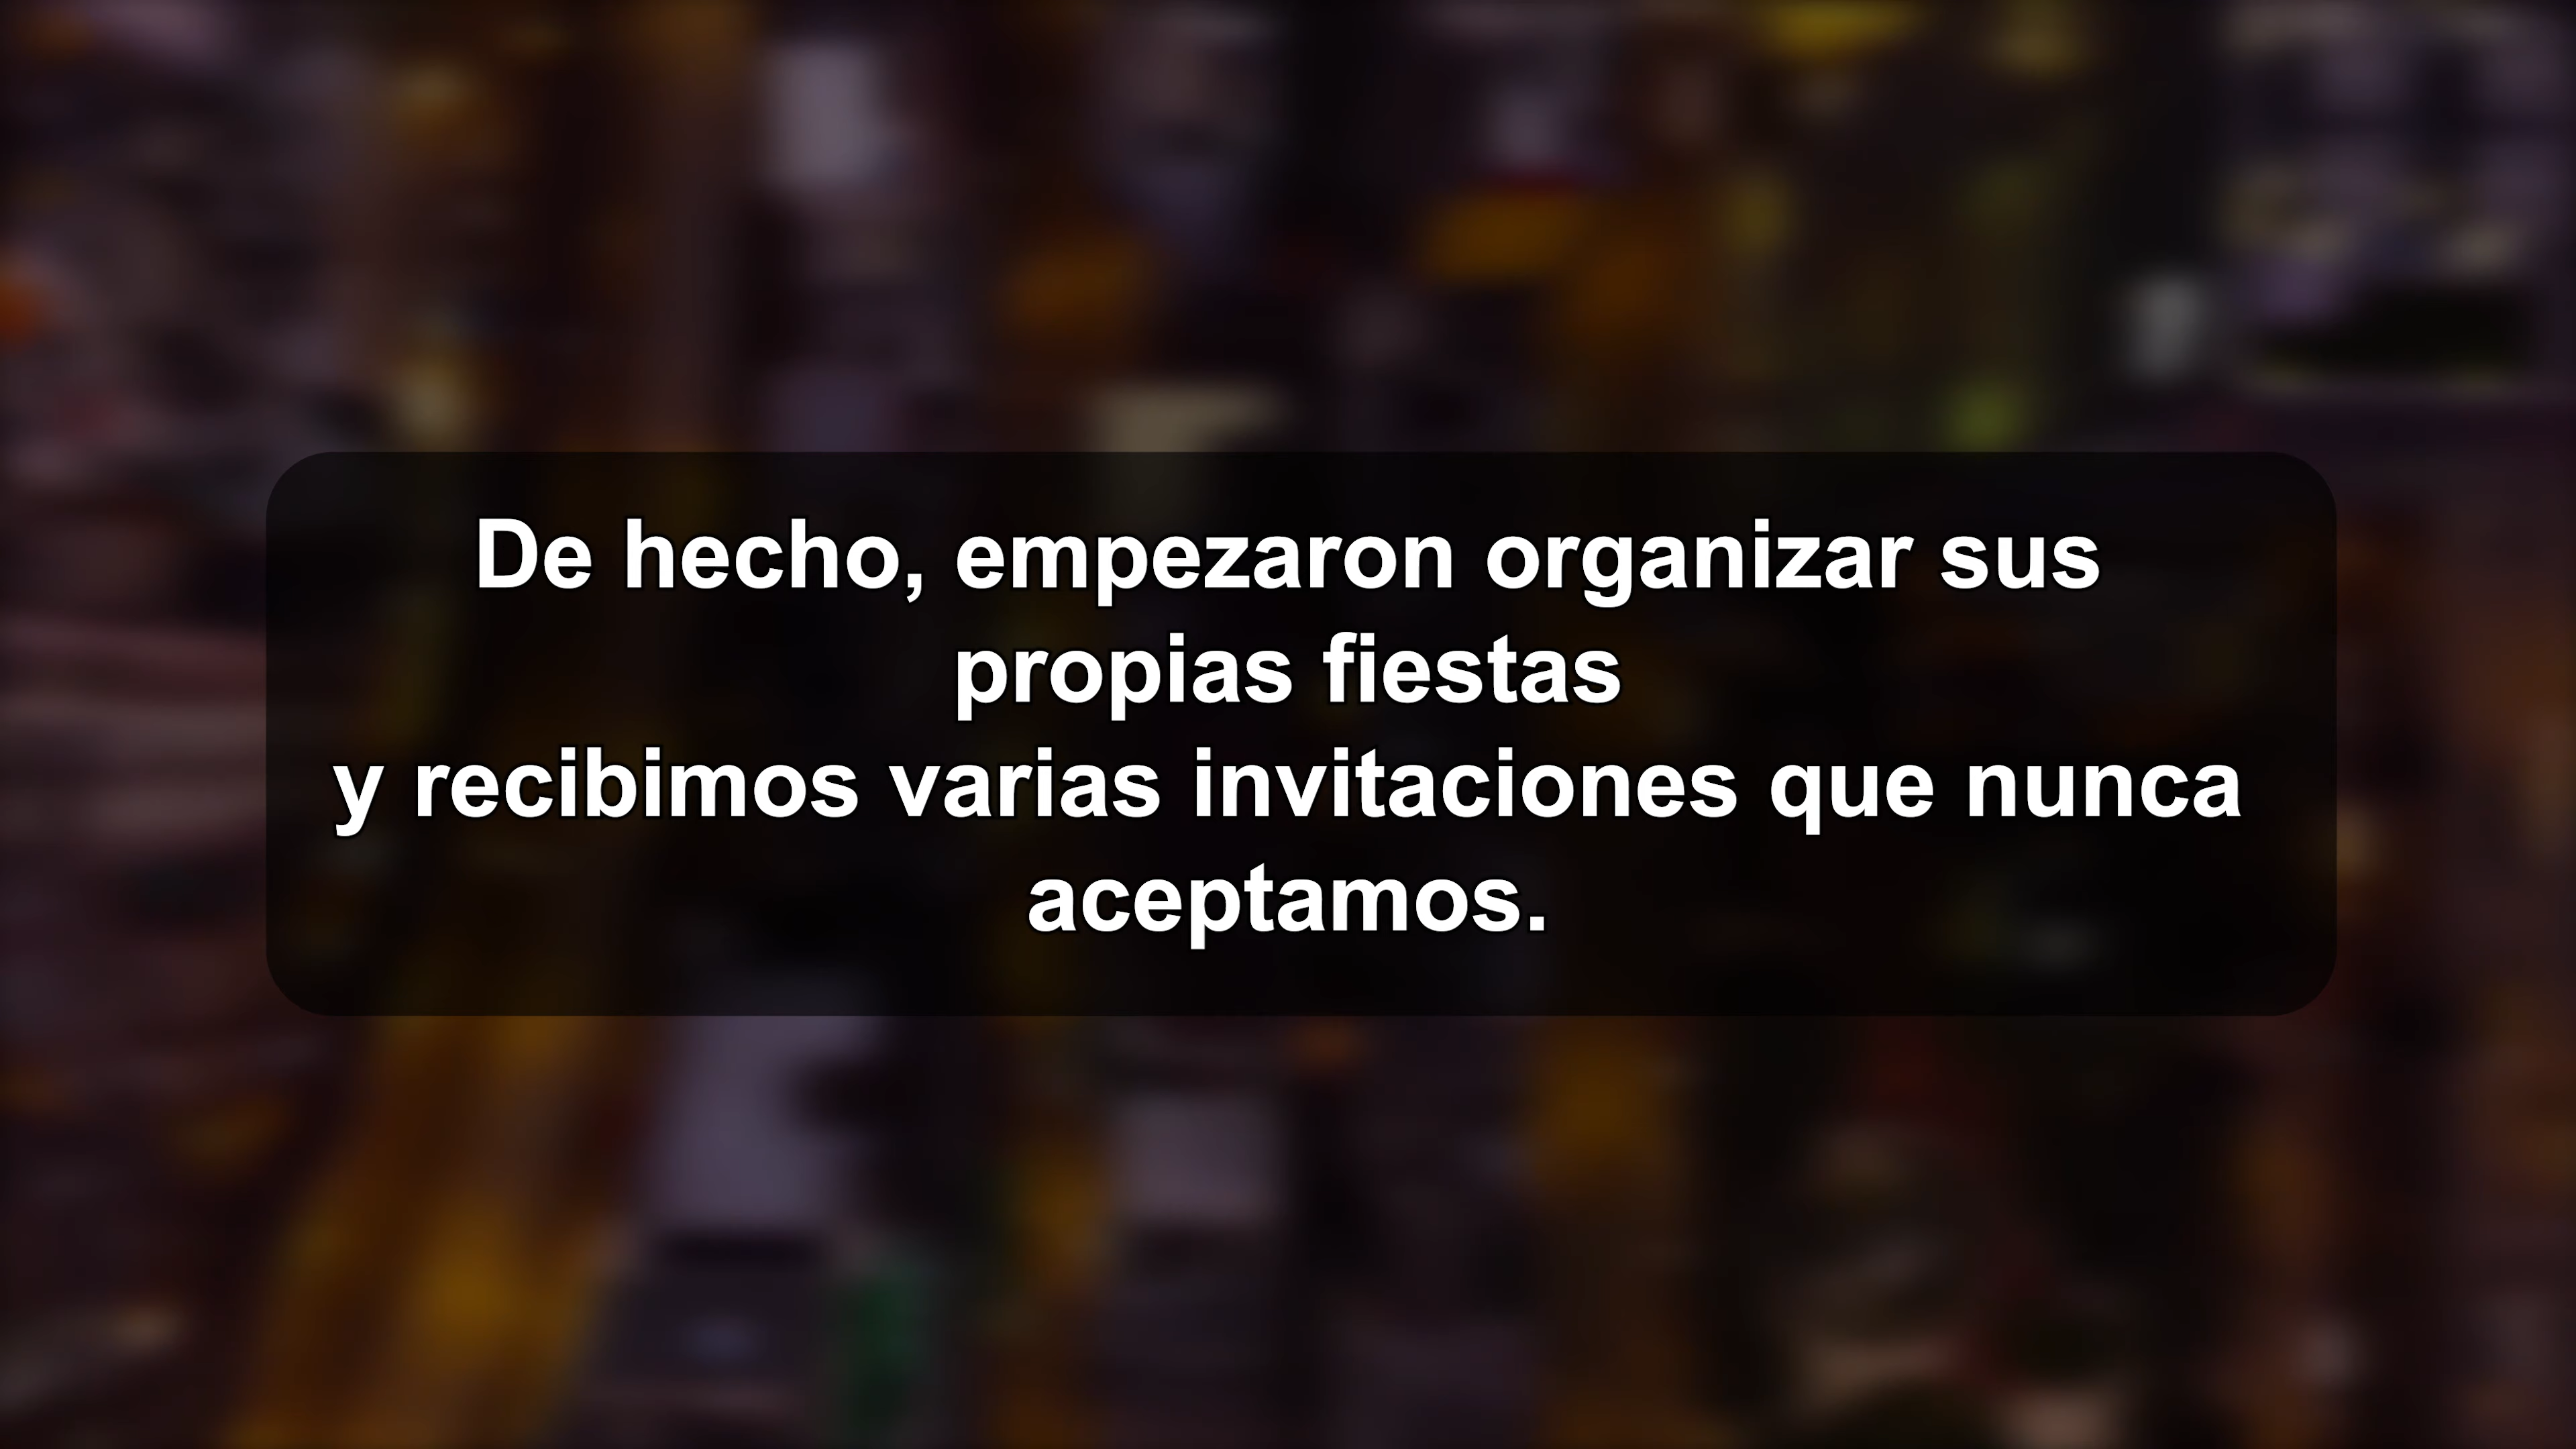 De hecho, empezaron organizar sus
propias fiestas
y recibimos varias invitaciones que nunca
aceptamos.